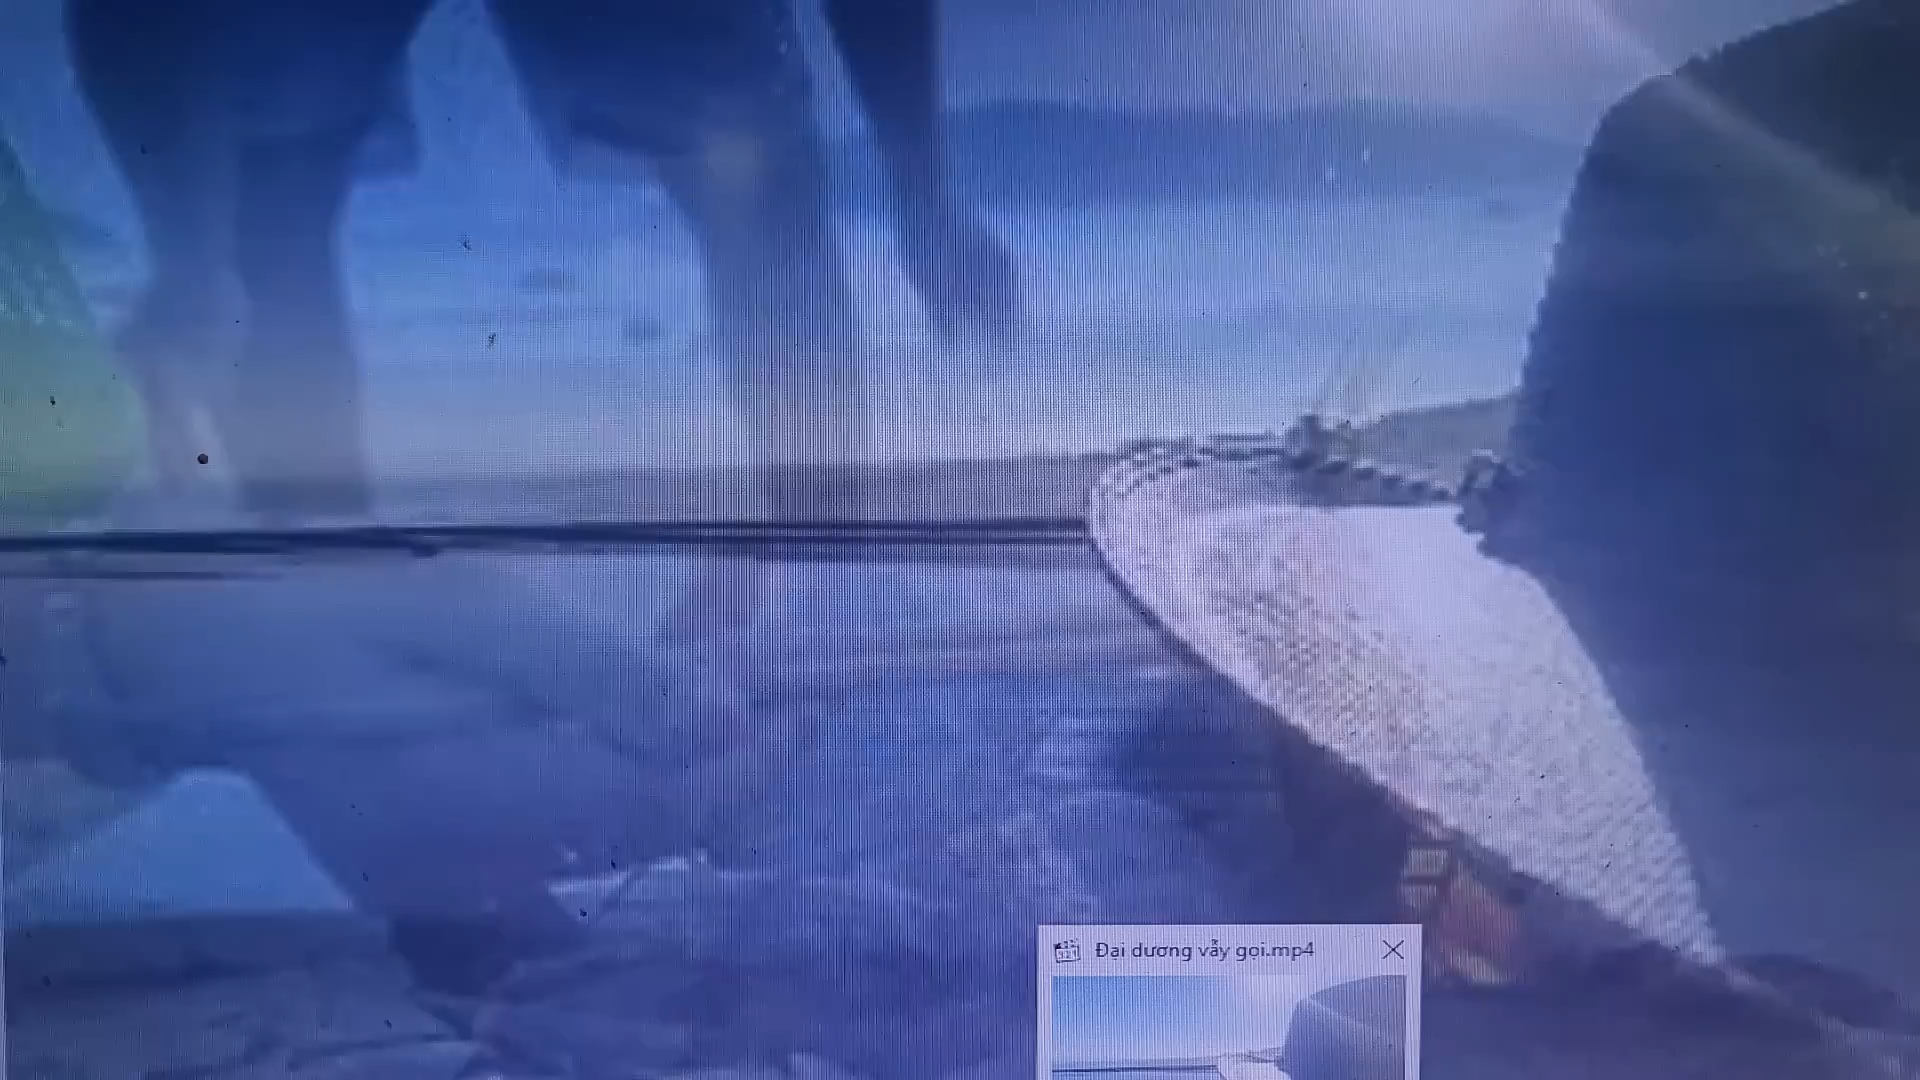 Đại dương vẫy gọi.mp4